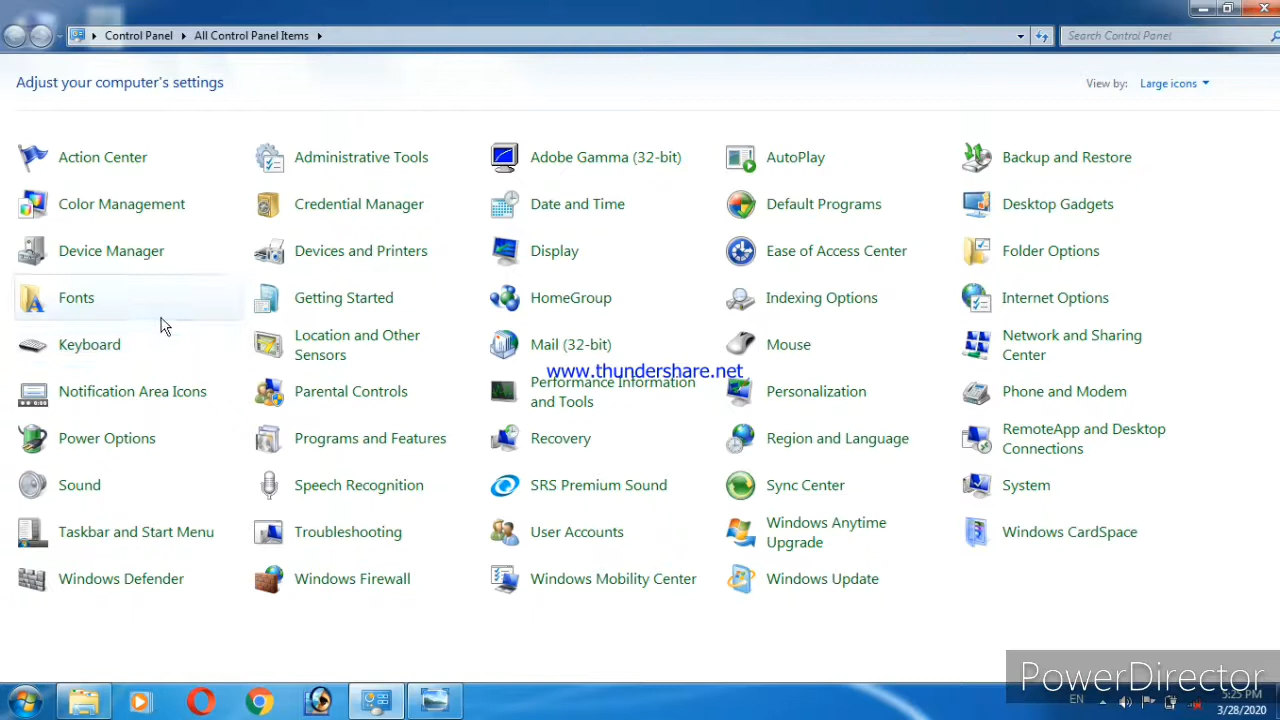 Control Panel
All Control Panel Items
Search Control Panel
Adjust your computer's settings
View by: Large icons
Action Center
Administrative Tools
Adobe Gamma (32-bit)
AutoPlay
Backup and Restore
Color Management
Credential Manager
Date and Time
Default Programs
Desktop Gadgets
Device Manager
Devices and Printers
Display
Ease of Access Center
Folder Options
Fonts
Getting Started
HomeGroup
Indexing Options
Internet Options
Keyboard
Location and Other
Sensors
Mail (32-bit)
Mouse
Network and Sharing
Center
www.thundershare.net
Notification Area Icons
Parental Controls
Performance Information
and Tools
Personalization
Phone and Modem
Power Options
Programs and Features
Recovery
Region and Language
RemoteApp and Desktop
Connections
Sound
Speech Recognition
SRS Premium Sound
Sync Center
System
Taskbar and Start Menu
Troubleshooting
User Accounts
Windows Anytime
Upgrade
Windows CardSpace
Windows Defender
Windows Firewall
Windows Mobility Center
Windows Update
PowerDirector
EN
5:25 PM
3/28/2020